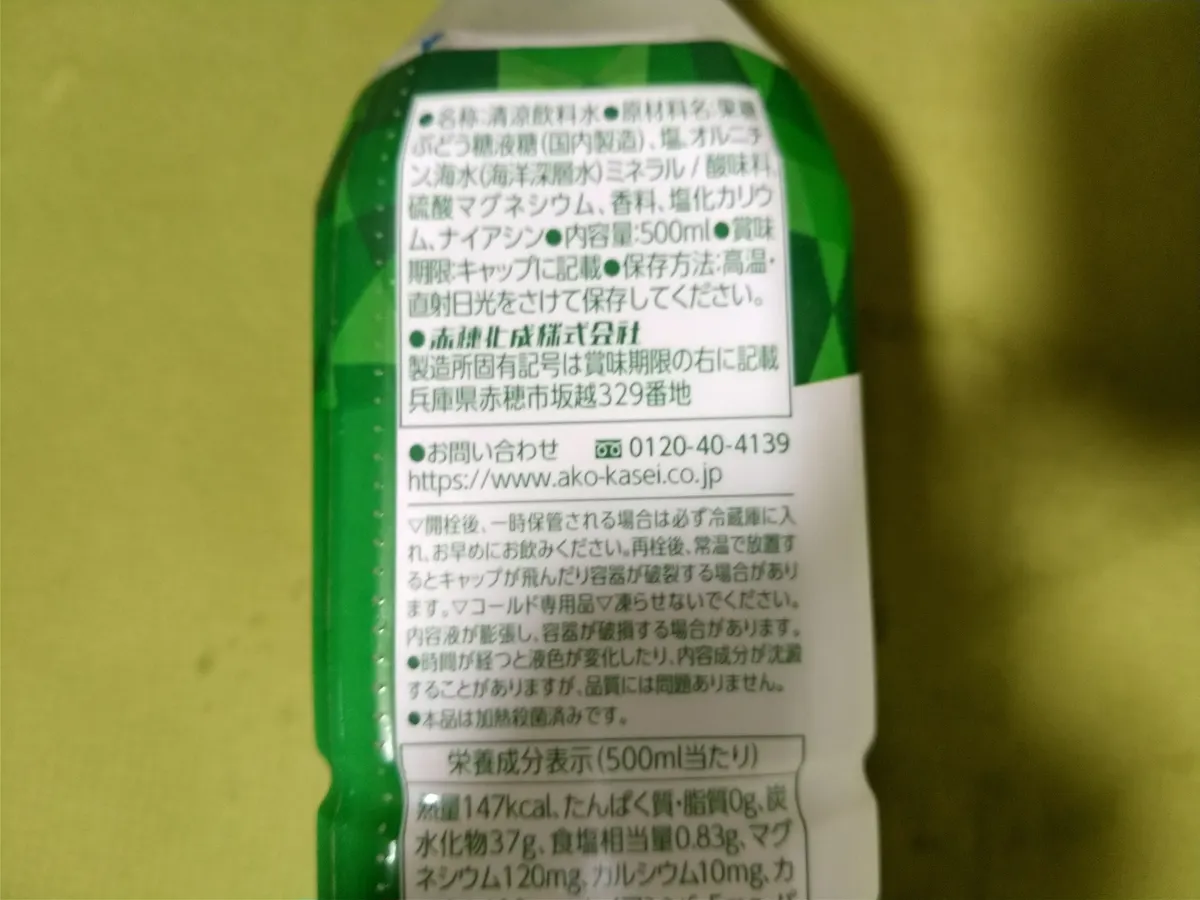 ●名称:清涼飲料水●原材料名:果糖
ぶどう糖液糖(国内製造)、塩、オルニチ
ン、海水(海洋深層水)ミネラル/酸味料、
硫酸マグネシウム、香料、塩化カリウ
ム、ナイアシン●内容量:500ml●賞味
期限:キャップに記載●保存方法:高温・
直射日光をさけて保存してください。
●赤穂化成株式会社
製造所固有記号は賞味期限の右に記載
兵庫県赤穂市坂越329番地
●お問い合わせ 0120-40-4139
https://www.ako-kasei.co.jp
▽開栓後、一時保管される場合は必ず冷蔵庫に入
れ、お早めにお飲みください。再栓後、常温で放置す
るとキャップが飛んだり容器が破裂する場合があり
ます。▽コールド専用品▽凍らせないでください。
内容液が膨張し、容器が破損する場合があります。
●時間が経つと液色が変化したり、内容成分が沈澱
することがありますが、品質には問題ありません。
●本品は加熱殺菌済みです。
栄養成分表示(500ml当たり)
熱量147kcal、たんぱく質・脂質0g、炭
水化物37g、食塩相当量0.83g、マグ
ネシウム120mg、カルシウム10mg、カ